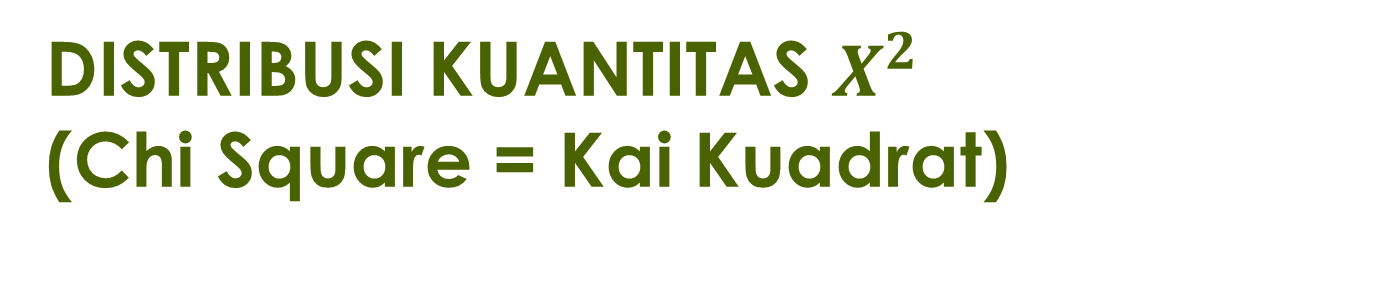 DISTRIBUSI KUANTITAS X²
(Chi Square = Kai Kuadrat)